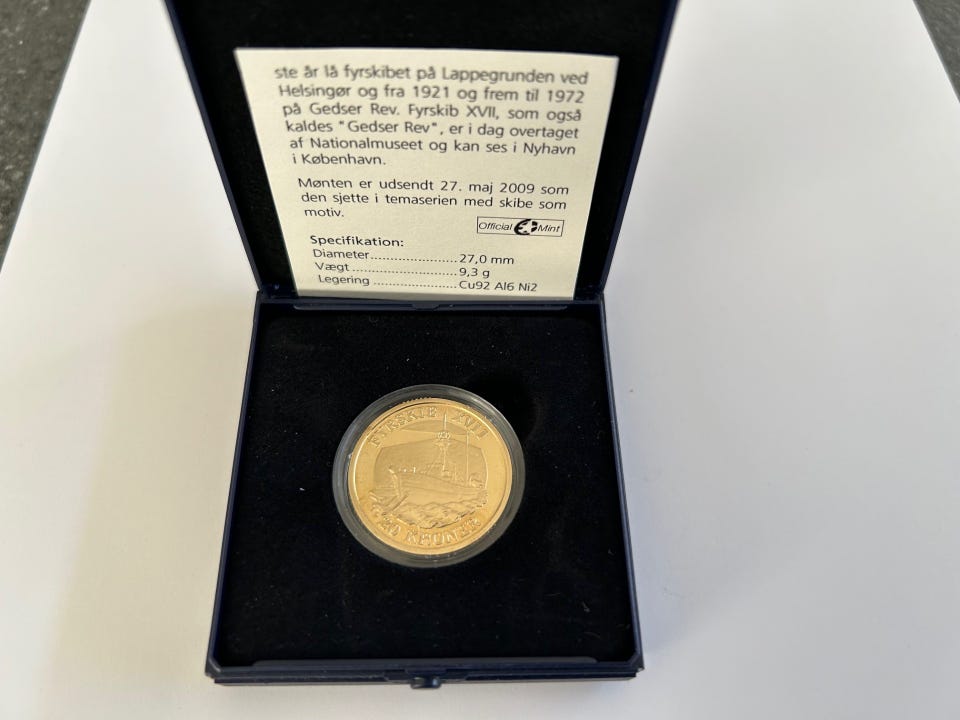 ste år lå fyrskibet på Lappegrunden ved
Helsingør og fra 1921 og frem til 1972
på Gedser Rev. Fyrskib XVII, som også
kaldes "Gedser Rev", er i dag overtaget
af Nationalmuseet og kan ses i Nyhavn
i København.
Mønten er udsendt 27. maj 2009 som
den sjette i temaserien med skibe som
motiv.
Official Mint
Specifikation:
Diameter......................27,0 mm
Vægt..................................9,3 g
Legering.....................Cu92 Al6 Ni2
FYRSKIB XVII
20 KRONER